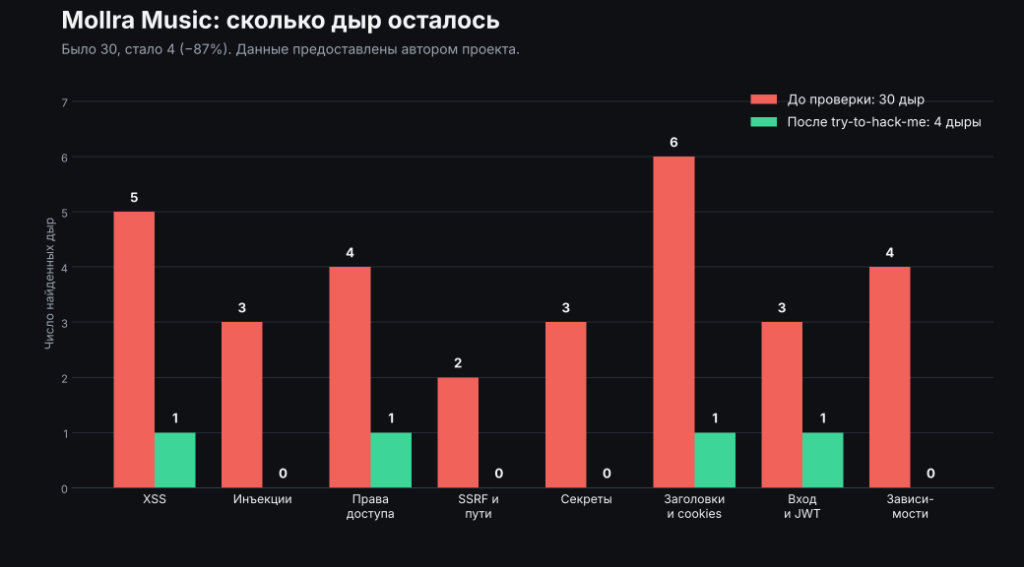 Mollra Music: сколько дыр осталось
Было 30, стало 4 (−87%). Данные предоставлены автором проекта.
До проверки: 30 дыр
После try-to-hack-me: 4 дыры
Число найденных дыр
7
6
5
4
3
2
1
0
5
1
3
0
4
1
2
0
3
0
6
1
3
1
4
0
XSS
Инъекции
Права
доступа
SSRF и
пути
Секреты
Заголовки
и cookies
Вход
и JWT
Зависи-
мости